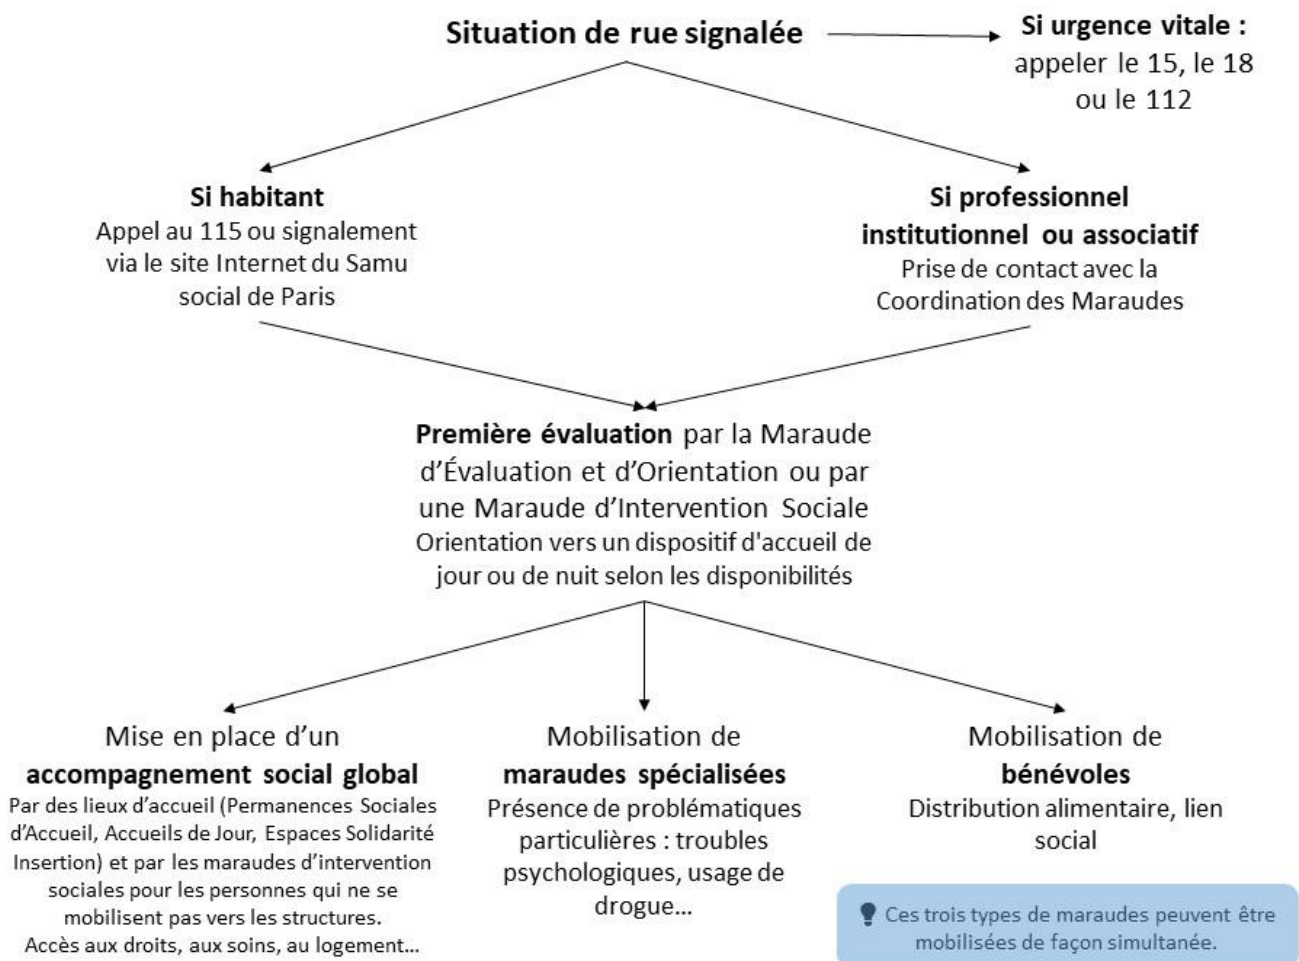 Situation de rue signalée
Si urgence vitale :
appeler le 15, le 18
ou le 112
Si habitant
Appel au 115 ou signalement
via le site Internet du Samu
social de Paris
Si professionnel
institutionnel ou associatif
Prise de contact avec la
Coordination des Maraudes
Première évaluation par la Maraude
d’Évaluation et d’Orientation ou par
une Maraude d’Intervention Sociale
Orientation vers un dispositif d'accueil de
jour ou de nuit selon les disponibilités
Mise en place d’un
accompagnement social global
Par des lieux d’accueil (Permanences Sociales
d’Accueil, Accueils de Jour, Espaces Solidarité
Insertion) et par les maraudes d’intervention
sociales pour les personnes qui ne se
mobilisent pas vers les structures.
Accès aux droits, aux soins, au logement…
Mobilisation de
maraudes spécialisées
Présence de problématiques
particulières : troubles
psychologiques, usage de
drogue…
Mobilisation de
bénévoles
Distribution alimentaire, lien
social
Ces trois types de maraudes peuvent être
mobilisées de façon simultanée.